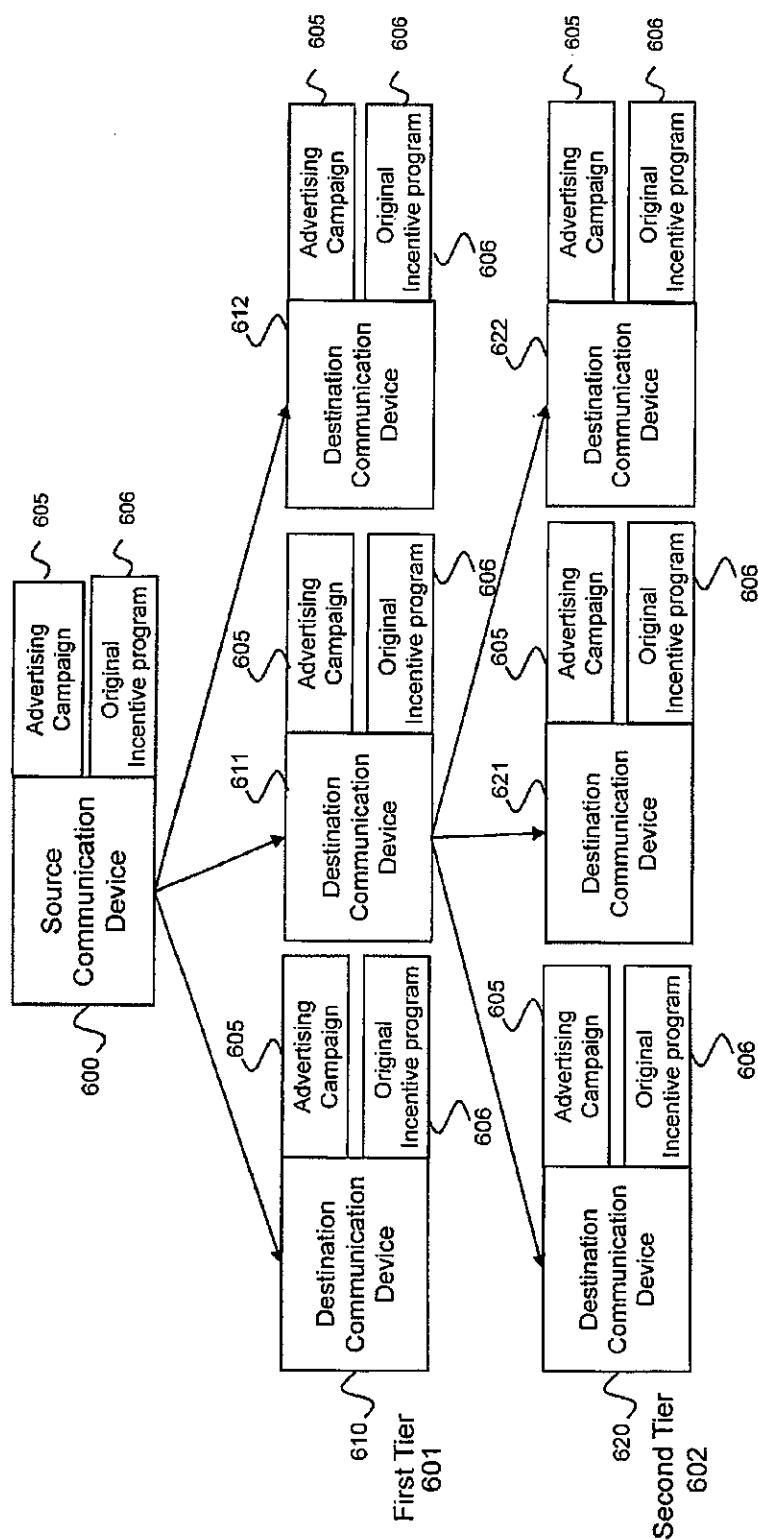 Source
Communication
Device
Advertising
Campaign
Original
Incentive program
600
605
606
First Tier
601
610
Destination
Communication
Device
605
Advertising
Campaign
Original
Incentive program
606
611
Destination
Communication
Device
605
Advertising
Campaign
Original
Incentive program
606
612
Destination
Communication
Device
Advertising
Campaign
605
Original
Incentive program
606
606
Second Tier
602
620
Destination
Communication
Device
605
Advertising
Campaign
Original
Incentive program
606
621
Destination
Communication
Device
605
Advertising
Campaign
Original
Incentive program
606
622
Destination
Communication
Device
Advertising
Campaign
605
Original
Incentive program
606